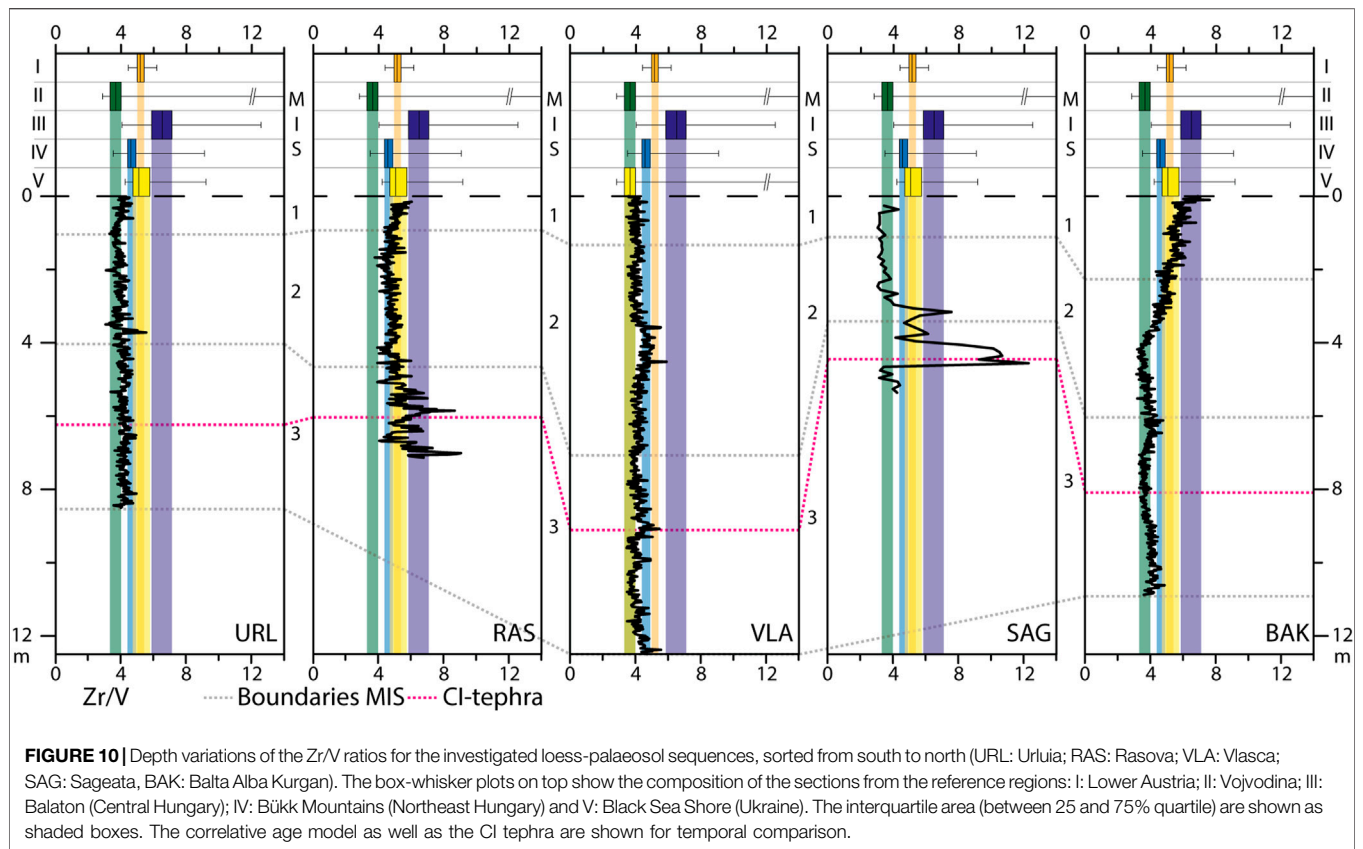 0 4 8 12 0 4 8 12 0 4 8 12 0 4 8 12 0 4 8 12
I I
II M M II
III I I III
IV S S IV
V V
0 0
1 1 1 1
2 2 2 2
4 4
3 3 3 3
8 8
12 12
m m
URL RAS VLA SAG BAK
0 4 8 12 0 4 8 12 0 4 8 12 0 4 8 12 0 4 8 12
Zr/V Boundaries MIS CI-tephra
FIGURE 10 | Depth variations of the Zr/V ratios for the investigated loess-palaeosol sequences, sorted from south to north (URL: Urluia; RAS: Rasova; VLA: Vlasca;
SAG: Sageata, BAK: Balta Alba Kurgan). The box-whisker plots on top show the composition of the sections from the reference regions: I: Lower Austria; II: Vojvodina; III:
Balaton (Central Hungary); IV: Bükk Mountains (Northeast Hungary) and V: Black Sea Shore (Ukraine). The interquartile area (between 25 and 75% quartile) are shown as
shaded boxes. The correlative age model as well as the CI tephra are shown for temporal comparison.